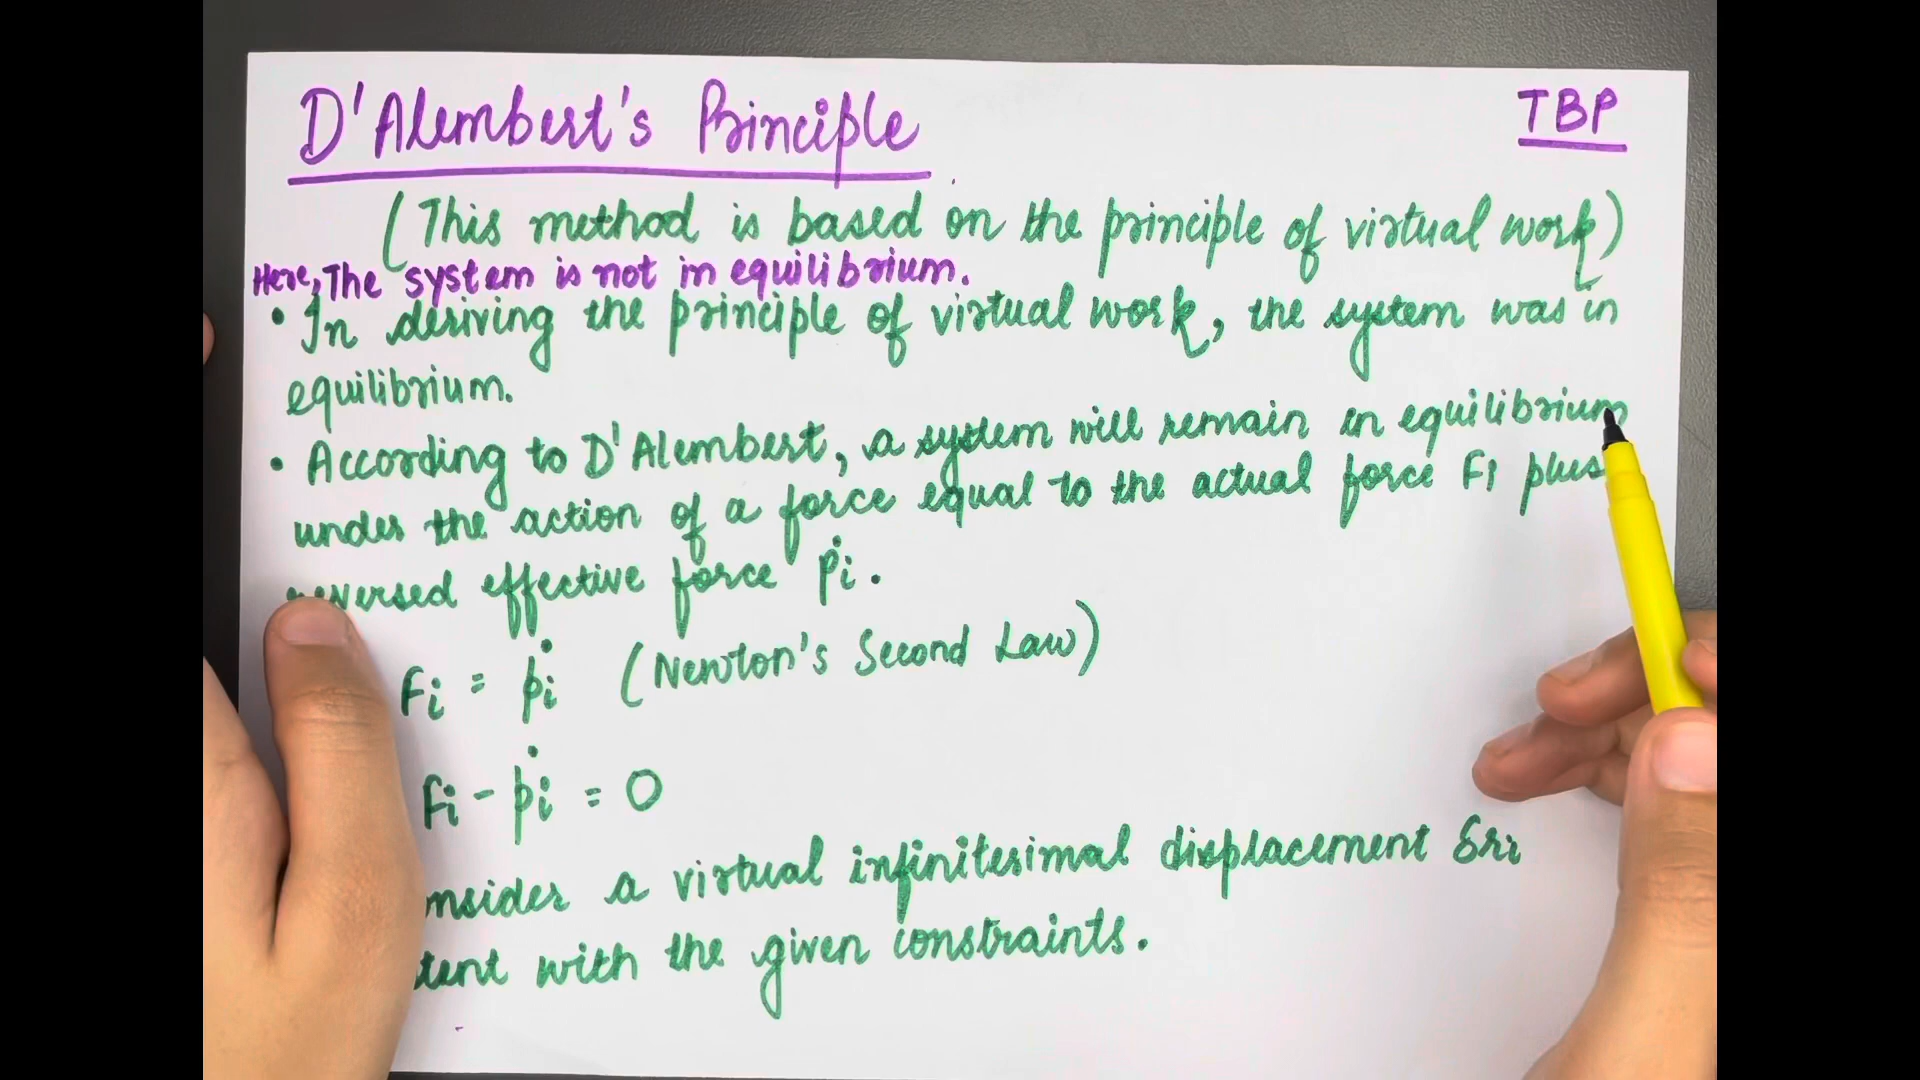 D'Alembert's Principle
TBP
(This method is based on the principle of virtual work)
Here, The system is not in equilibrium.
• In deriving the principle of virtual work, the system was in
equilibrium.
• According to D'Alembert, a system will remain in equilibrium
under the action of a force equal to the actual force Fi plus
reversed effective force ṗi.
Fi = ṗi (Newton's Second Law)
Fi - ṗi = 0
nsider a virtual infinitesimal displacement δri
tent with the given constraints.